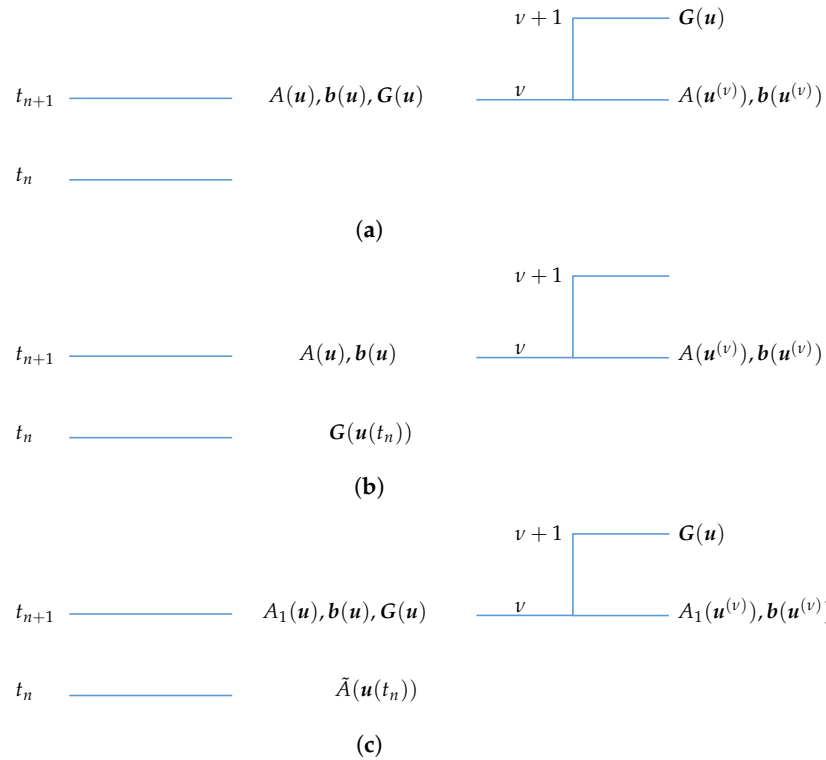 ν + 1 G(u)
t_{n+1} A(u), b(u), G(u) ν A(u^{(ν)}), b(u^{(ν)})
t_n
(a)
ν + 1
t_{n+1} A(u), b(u) ν A(u^{(ν)}), b(u^{(ν)})
t_n G(u(t_n))
(b)
ν + 1 G(u)
t_{n+1} A_1(u), b(u), G(u) ν A_1(u^{(ν)}), b(u^{(ν)})
t_n Ã(u(t_n))
(c)